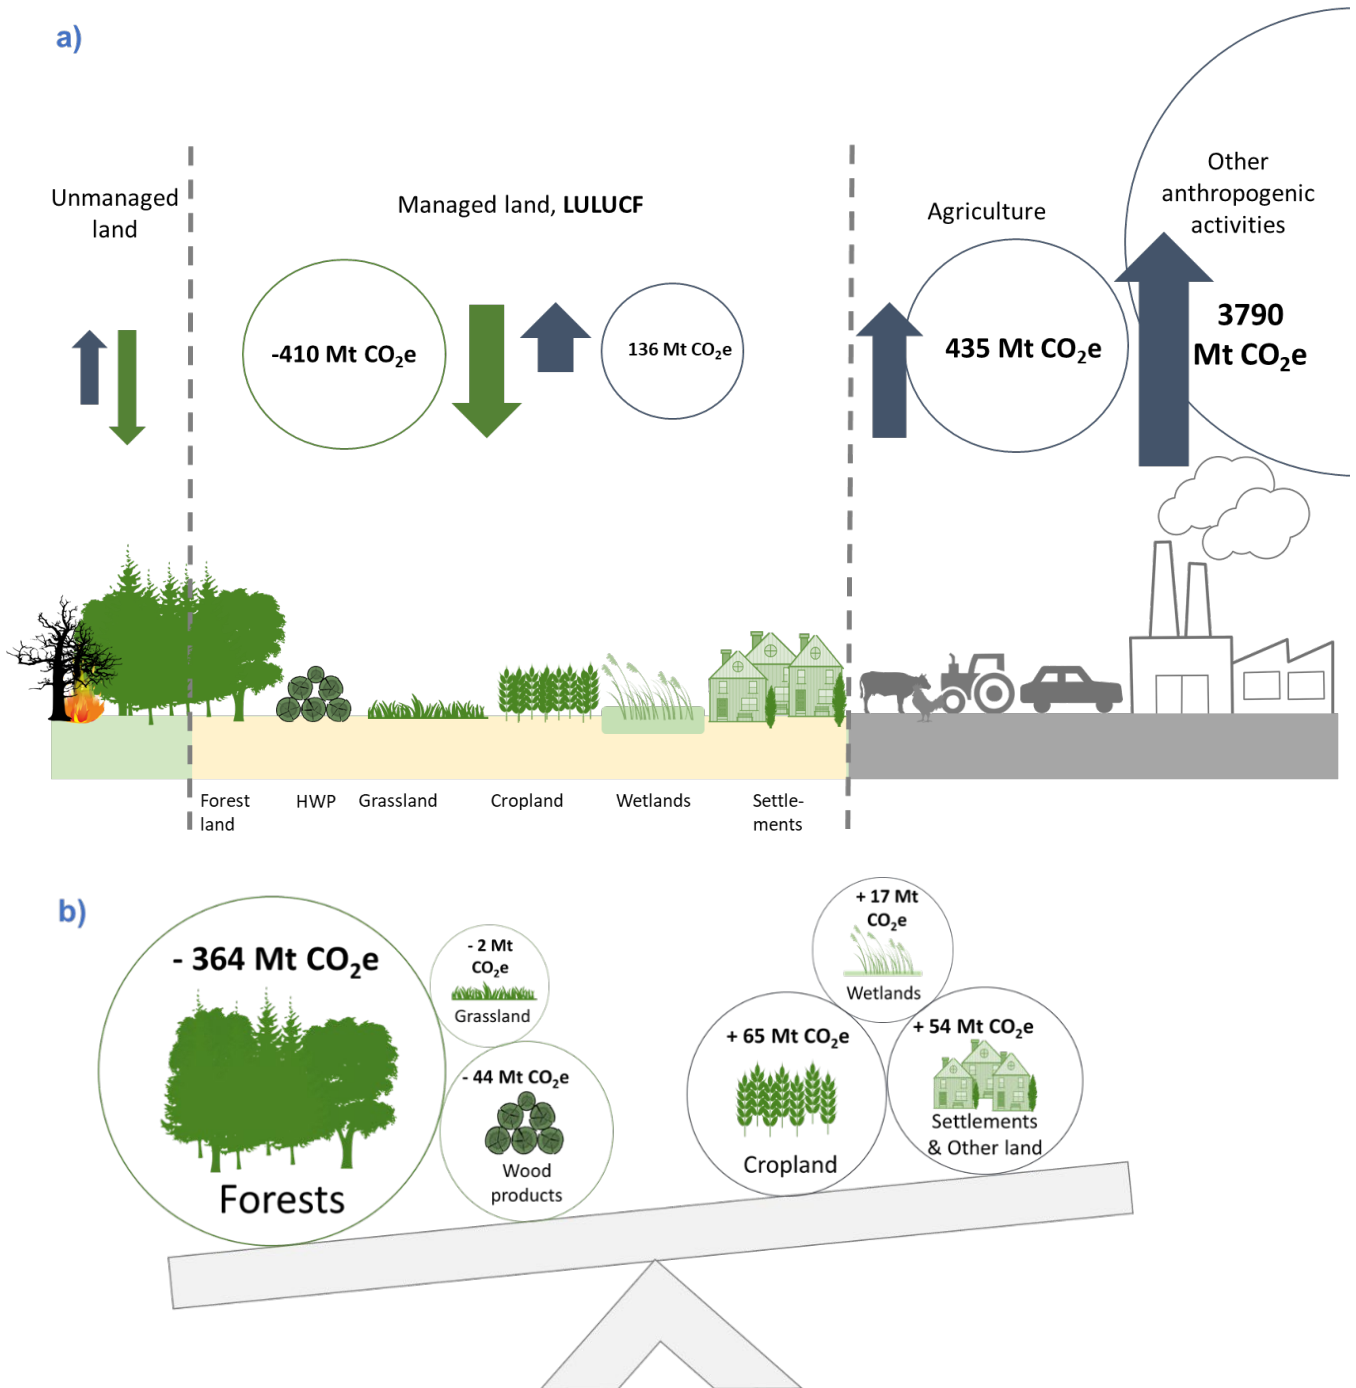 a)
Unmanaged
land
Managed land, LULUCF
Agriculture
Other
anthropogenic
activities
-410 Mt CO₂e
136 Mt CO₂e
435 Mt CO₂e
3790
Mt CO₂e
Forest
land
HWP
Grassland
Cropland
Wetlands
Settle-
ments
b)
- 364 Mt CO₂e
Forests
- 2 Mt
CO₂e
Grassland
- 44 Mt CO₂e
Wood
products
+ 17 Mt
CO₂e
Wetlands
+ 65 Mt CO₂e
Cropland
+ 54 Mt CO₂e
Settlements
& Other land